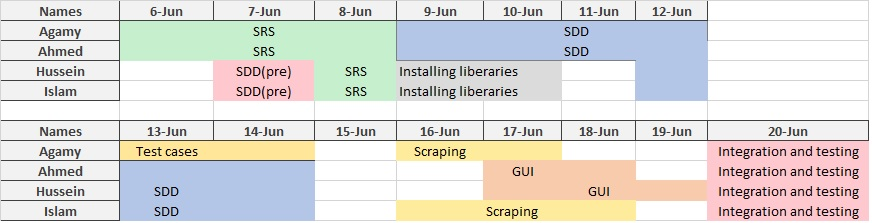 Names 6-Jun 7-Jun 8-Jun 9-Jun 10-Jun 11-Jun 12-Jun
Agamy SRS SDD
Ahmed SRS SDD
Hussein SDD(pre) SRS Installing liberaries
Islam SDD(pre) SRS Installing liberaries
Names 13-Jun 14-Jun 15-Jun 16-Jun 17-Jun 18-Jun 19-Jun 20-Jun
Agamy Test cases Scraping Integration and testing
Ahmed GUI Integration and testing
Hussein SDD GUI Integration and testing
Islam SDD Scraping Integration and testing